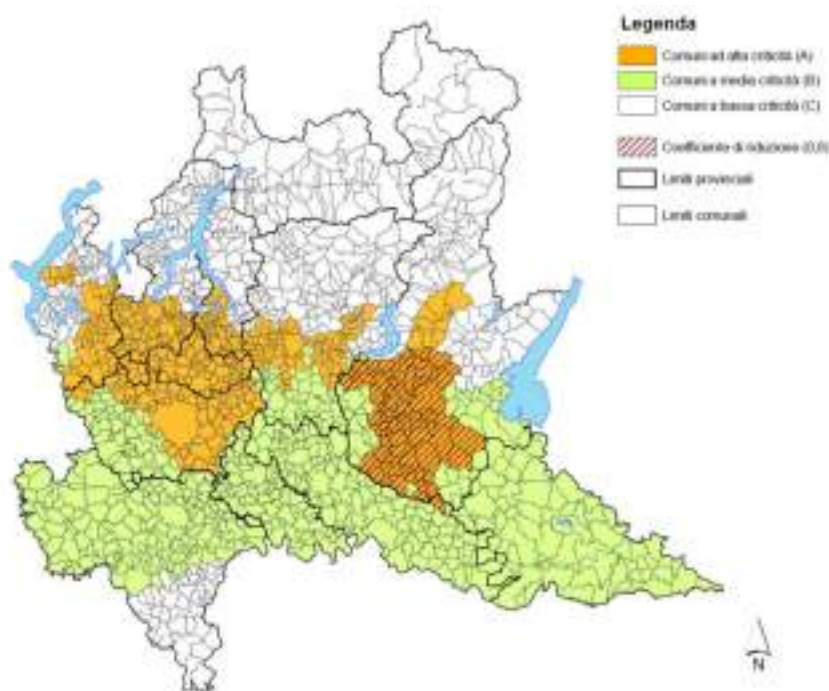 Legenda
Comuni ad alta criticità (A)
Comuni a media criticità (B)
Comuni a bassa criticità (C)
Coefficiente di riduzione (0,8)
Limiti provinciali
Limiti comunali
N